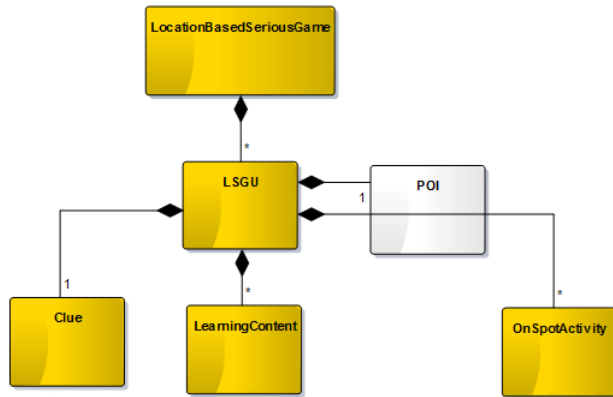 LocationBasedSeriousGame
*
LSGU
POI
1
1
*
*
Clue
LearningContent
OnSpotActivity